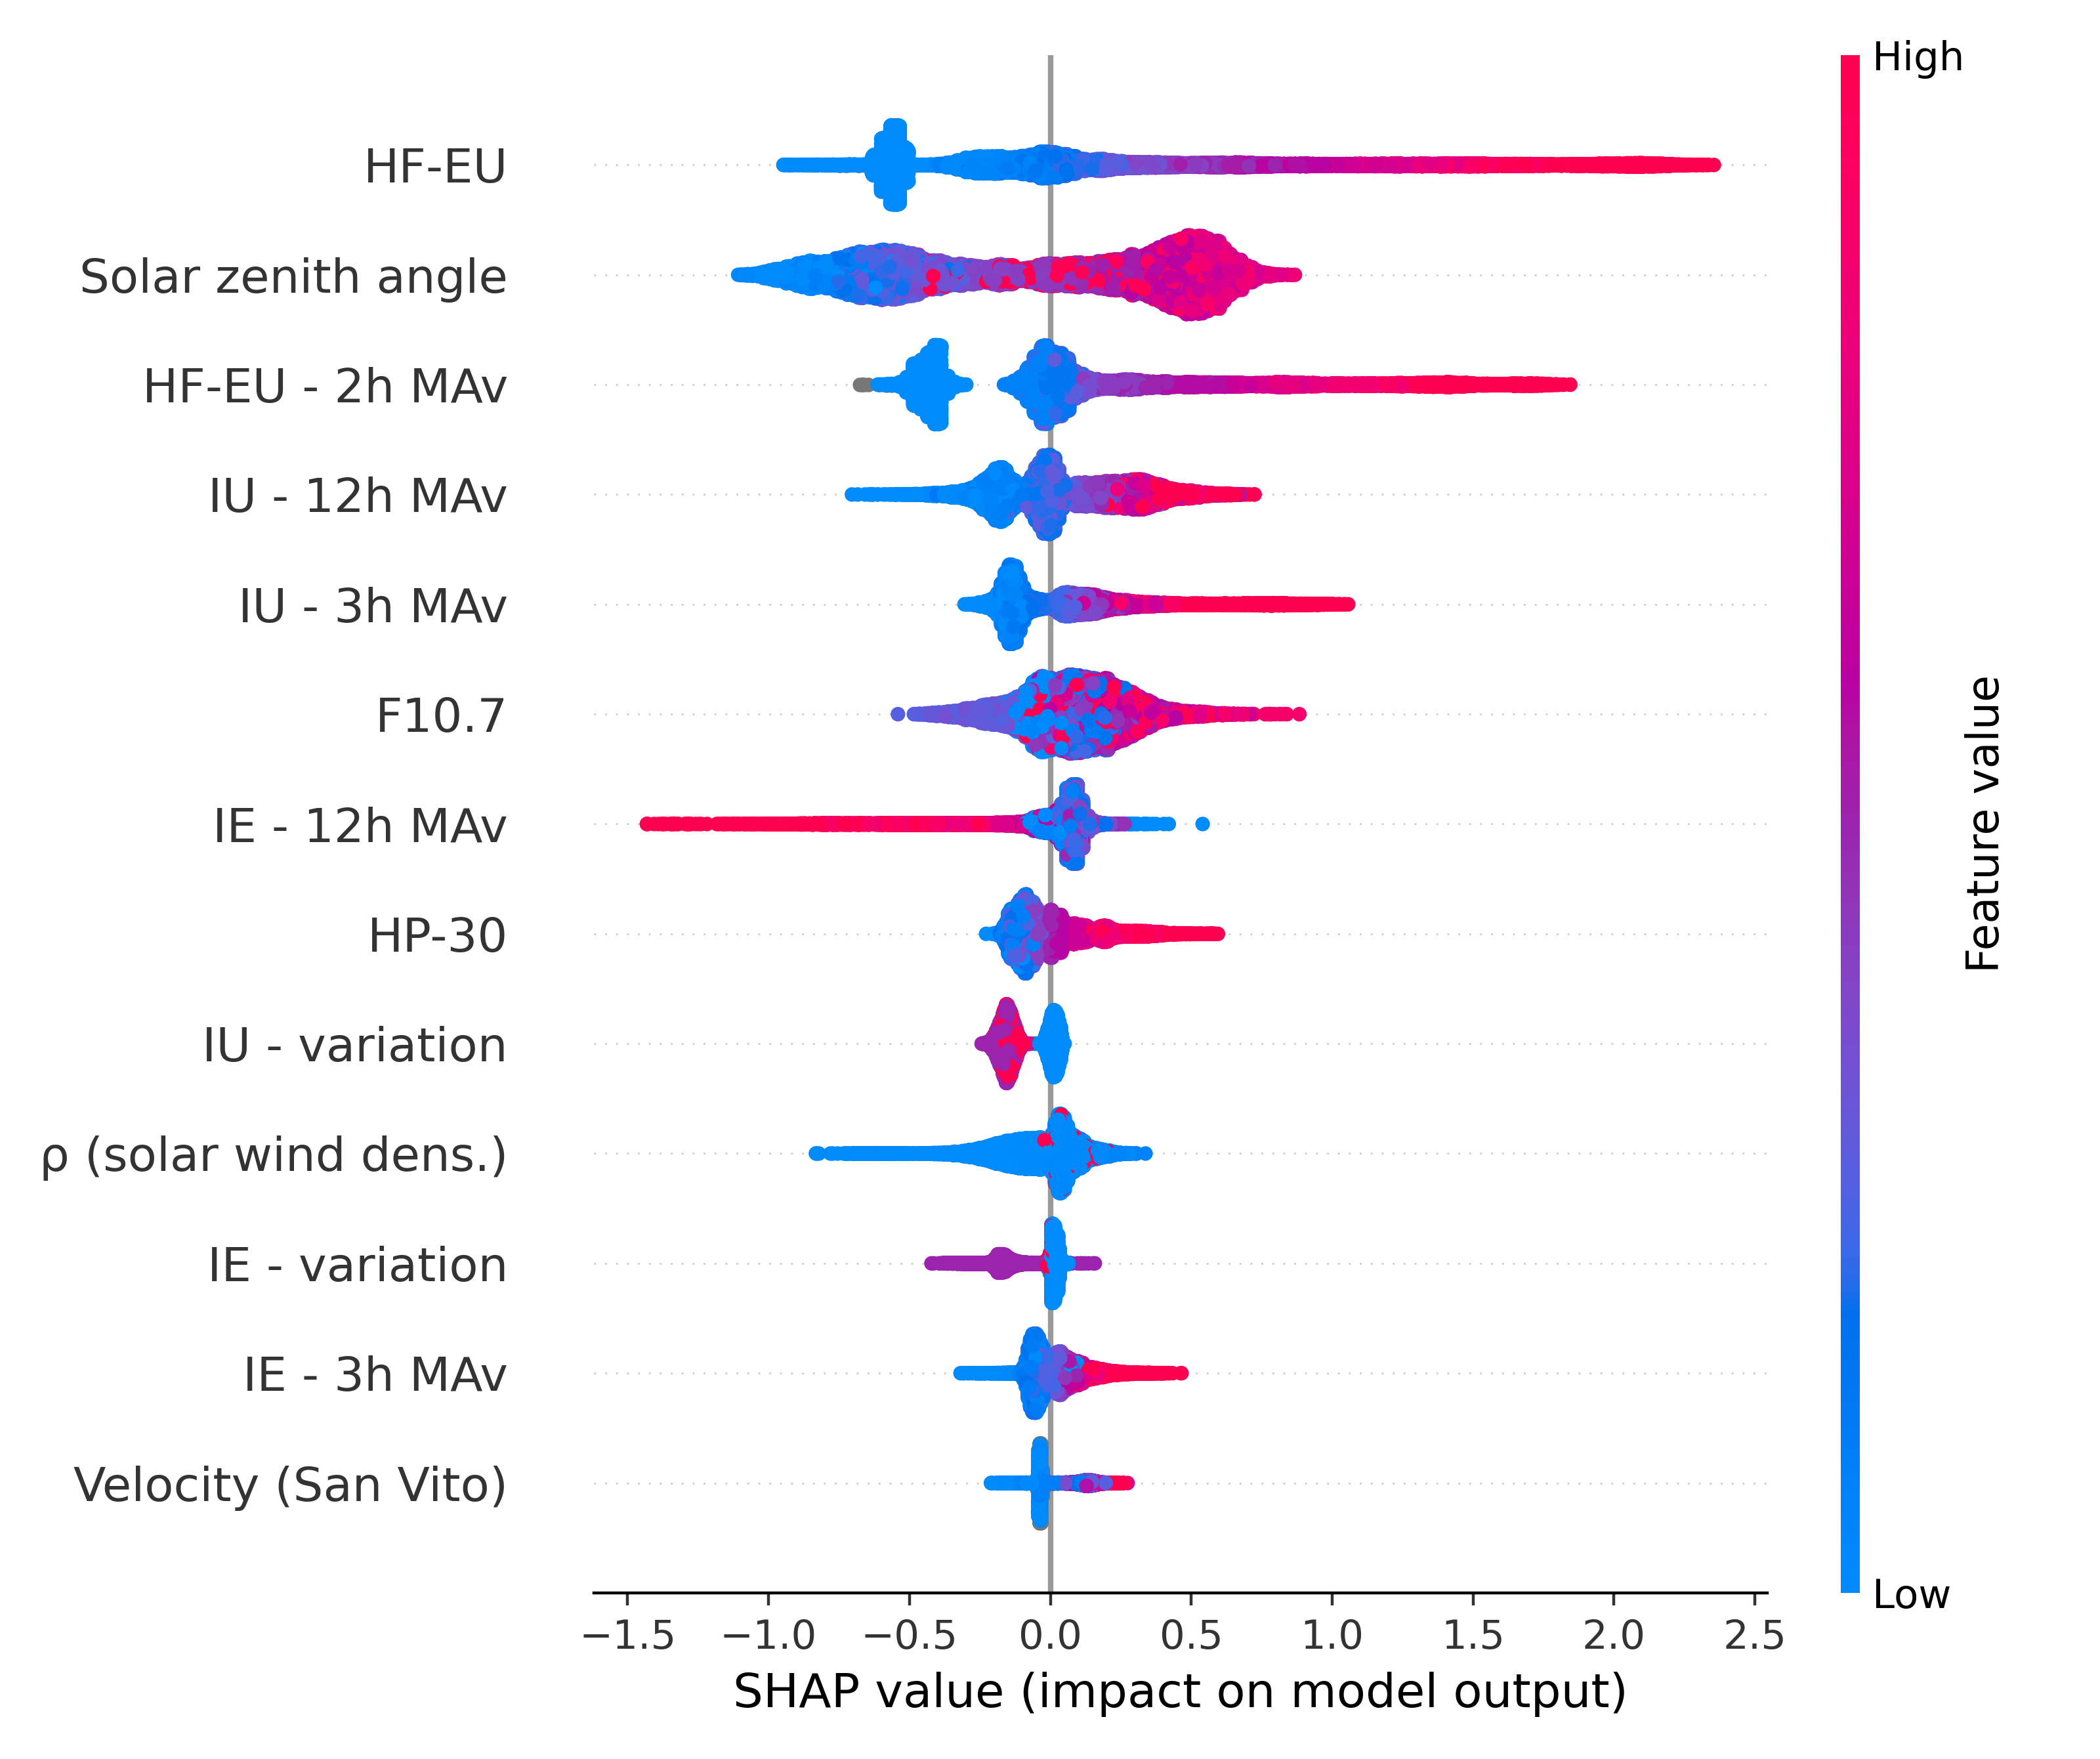 High
HF-EU
Solar zenith angle
HF-EU - 2h MAv
IU - 12h MAv
IU - 3h MAv
F10.7
IE - 12h MAv
HP-30
IU - variation
ρ (solar wind dens.)
IE - variation
IE - 3h MAv
Velocity (San Vito)
Feature value
Low
−1.5 −1.0 −0.5 0.0 0.5 1.0 1.5 2.0 2.5
SHAP value (impact on model output)